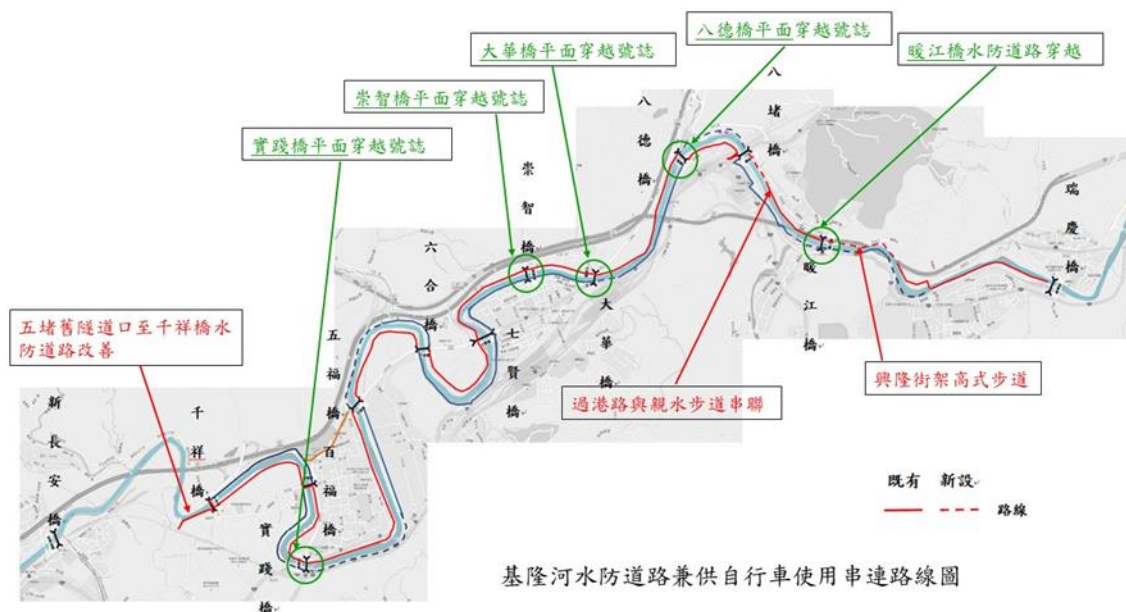 八德橋平面穿越號誌
大華橋平面穿越號誌
暖江橋水防道路穿越
崇智橋平面穿越號誌
實踐橋平面穿越號誌
八堵橋
八德橋
崇智橋
瑞慶橋
六合橋
五福橋
七賢橋
大華橋
暖江橋
五堵舊隧道口至千祥橋水
防道路改善
過港路與親水步道串聯
興隆街架高式步道
新長安橋
千祥橋
百福橋
實踐橋
既有 新設
路線
基隆河水防道路兼供自行車使用串連路線圖